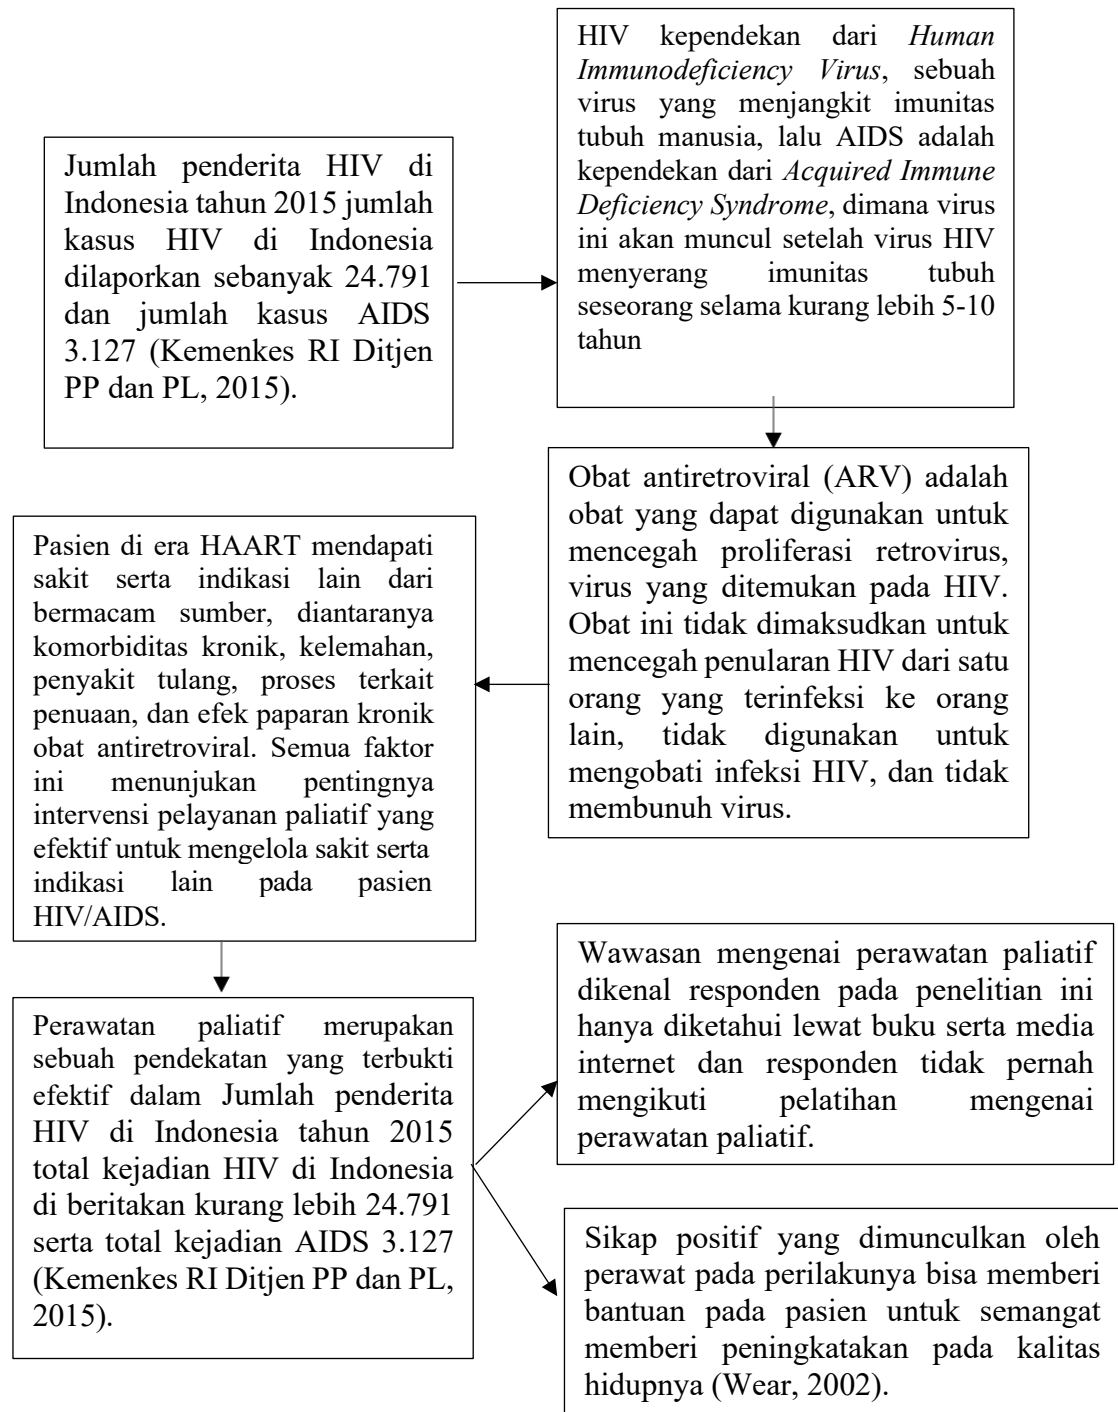 Jumlah penderita HIV di
Indonesia tahun 2015 jumlah
kasus HIV di Indonesia
dilaporkan sebanyak 24.791
dan jumlah kasus AIDS
3.127 (Kemenkes RI Ditjen
PP dan PL, 2015).
HIV kependekan dari Human
Immunodeficiency Virus, sebuah
virus yang menjangkit imunitas
tubuh manusia, lalu AIDS adalah
kependekan dari Acquired Immune
Deficiency Syndrome, dimana virus
ini akan muncul setelah virus HIV
menyerang imunitas tubuh
seseorang selama kurang lebih 5-10
tahun
Obat antiretroviral (ARV) adalah
obat yang dapat digunakan untuk
mencegah proliferasi retrovirus,
virus yang ditemukan pada HIV.
Obat ini tidak dimaksudkan untuk
mencegah penularan HIV dari satu
orang yang terinfeksi ke orang
lain, tidak digunakan untuk
mengobati infeksi HIV, dan tidak
membunuh virus.
Pasien di era HAART mendapati
sakit serta indikasi lain dari
bermacam sumber, diantaranya
komorbiditas kronik, kelemahan,
penyakit tulang, proses terkait
penuaan, dan efek paparan kronik
obat antiretroviral. Semua faktor
ini menunjukan pentingnya
intervensi pelayanan paliatif yang
efektif untuk mengelola sakit serta
indikasi lain pada pasien
HIV/AIDS.
Perawatan paliatif merupakan
sebuah pendekatan yang terbukti
efektif dalam Jumlah penderita
HIV di Indonesia tahun 2015
total kejadian HIV di Indonesia
di beritakan kurang lebih 24.791
serta total kejadian AIDS 3.127
(Kemenkes RI Ditjen PP dan PL,
2015).
Wawasan mengenai perawatan paliatif
dikenal responden pada penelitian ini
hanya diketahui lewat buku serta media
internet dan responden tidak pernah
mengikuti pelatihan mengenai
perawatan paliatif.
Sikap positif yang dimunculkan oleh
perawat pada perilakunya bisa memberi
bantuan pada pasien untuk semangat
memberi peningkatakan pada kalitas
hidupnya (Wear, 2002).